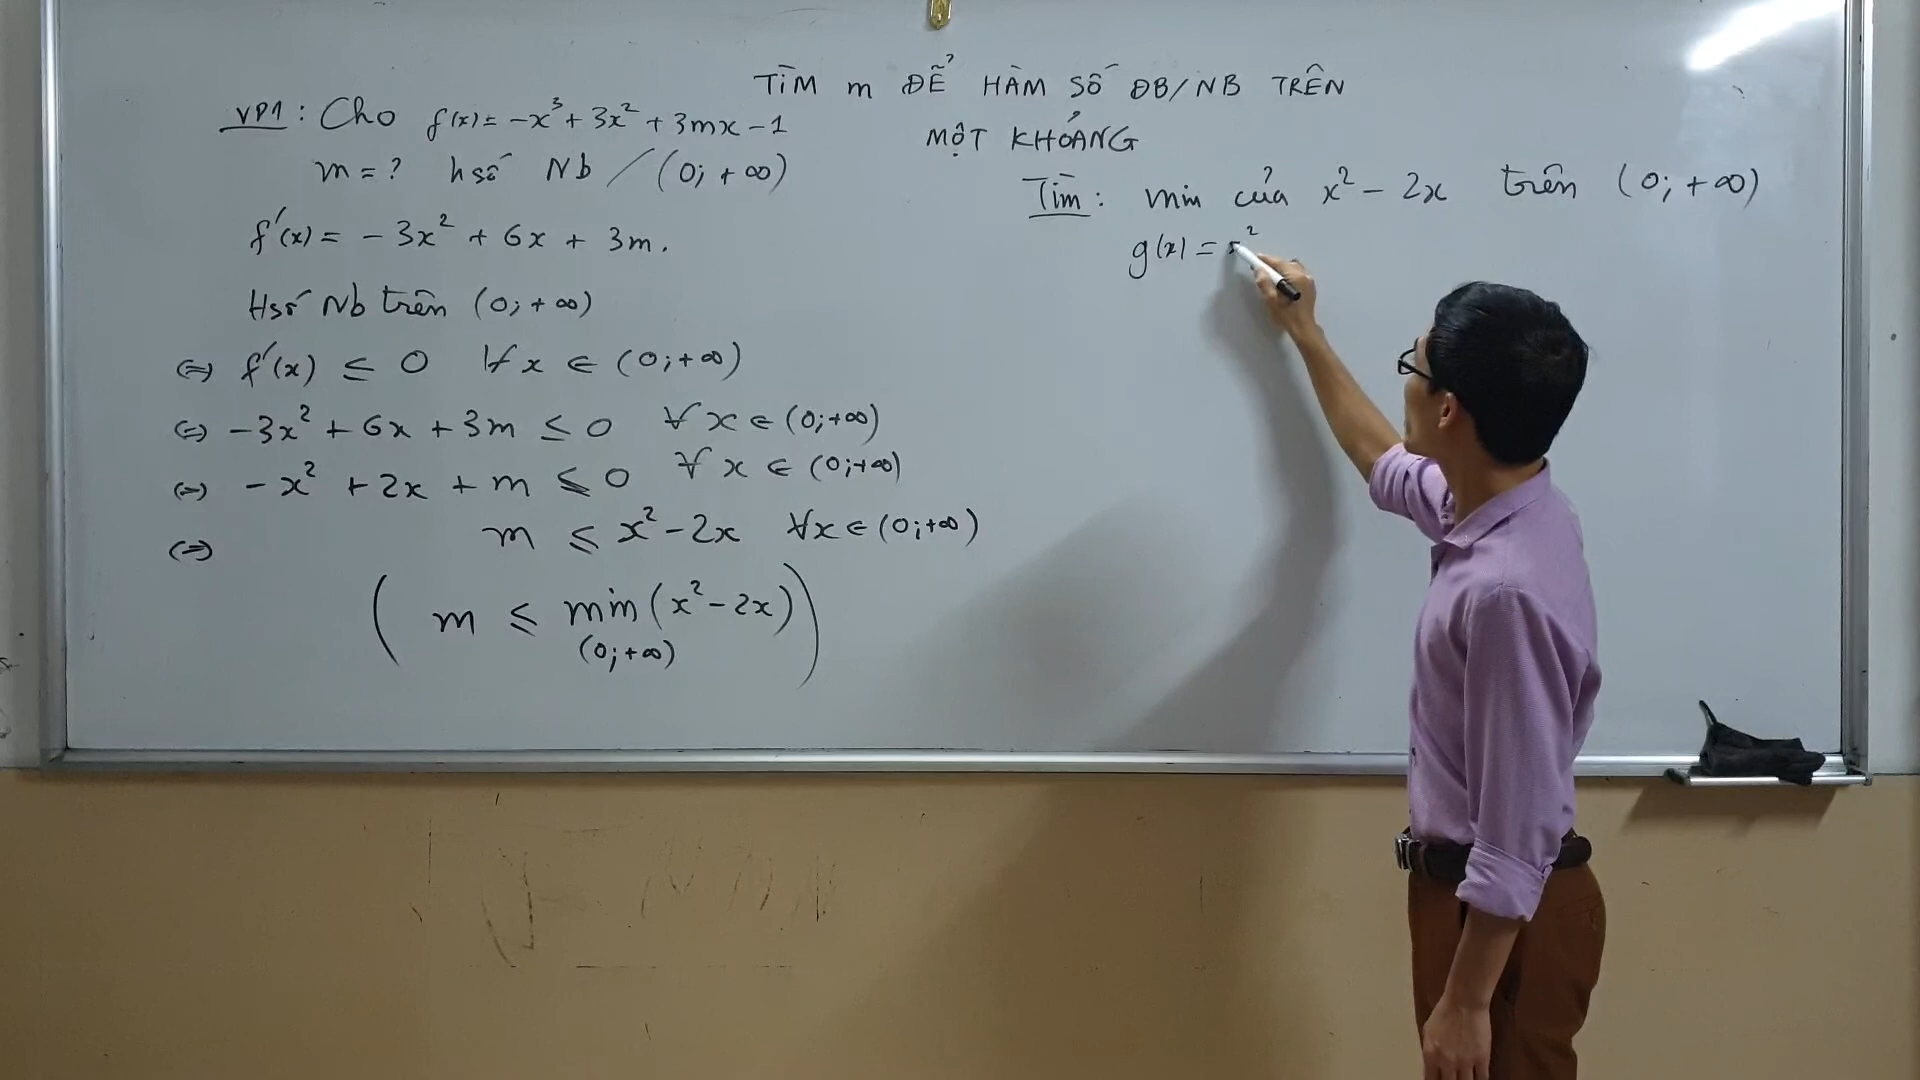 TÌM m ĐỂ HÀM SỐ ĐB/NB TRÊN
MỘT KHOẢNG
VD1: Cho f(x) = -x³ + 3x² + 3mx - 1
m = ? hsố Nb / (0; +∞)
f'(x) = -3x² + 6x + 3m.
Hsố Nb trên (0; +∞)
⇔ f'(x) ≤ 0 ∀x ∈ (0; +∞)
⇔ -3x² + 6x + 3m ≤ 0 ∀x ∈ (0; +∞)
⇔ -x² + 2x + m ≤ 0 ∀x ∈ (0; +∞)
⇔ m ≤ x² - 2x ∀x ∈ (0; +∞)
( m ≤ min (x² - 2x) )
(0; +∞)
Tìm: min của x² - 2x trên (0; +∞)
g(x) = x²